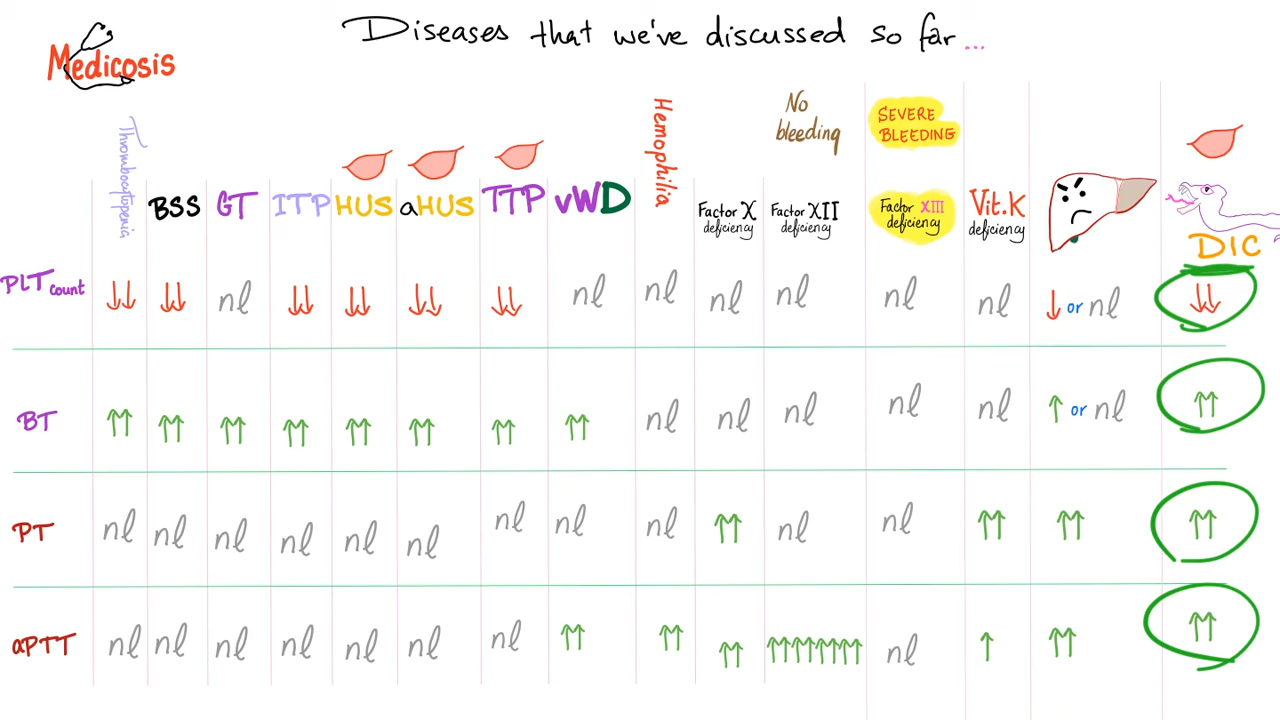 Diseases that we've discussed so far...
Medicosis
Thrombocytopenia
BSS
GT
ITP
HUS
aHUS
TTP
vWD
Hemophilia
Factor X
deficiency
No
bleeding
Factor XII
deficiency
SEVERE
BLEEDING
Factor XIII
deficiency
Vit.K
deficiency
DIC
PLT count ↓↓ ↓↓ nl ↓↓ ↓↓ ↓↓ ↓↓ nl nl nl nl nl nl ↓ or nl ↓↓
BT ↑↑ ↑↑ ↑↑ ↑↑ ↑↑ ↑↑ ↑↑ ↑↑ nl nl nl nl nl ↑ or nl ↑↑
PT nl nl nl nl nl nl nl nl nl ↑↑ nl nl ↑↑ ↑↑ ↑↑
aPTT nl nl nl nl nl nl nl ↑↑ ↑↑ ↑↑ ↑↑↑↑↑↑↑↑ nl ↑ ↑↑ ↑↑